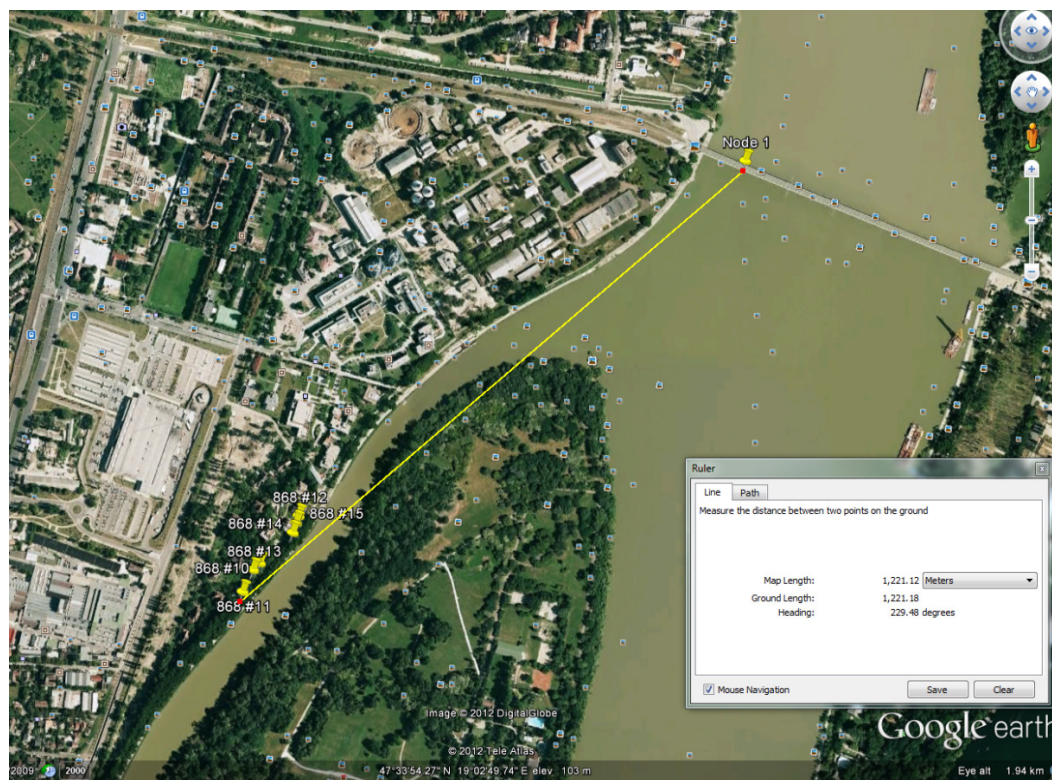 Node 1
868 #12
868 #14
868 #15
868 #13
868 #10
868 #11
Ruler
Line
Path
Measure the distance between two points on the ground
Map Length:
1,221.12
Meters
Ground Length:
1,221.18
Heading:
229.48 degrees
Mouse Navigation
Save
Clear
Image © 2012 DigitalGlobe
© 2012 Tele Atlas
Google earth
2009
2000
47°33'54.27" N 19°02'49.74" E elev 103 m
Eye alt 1.94 km